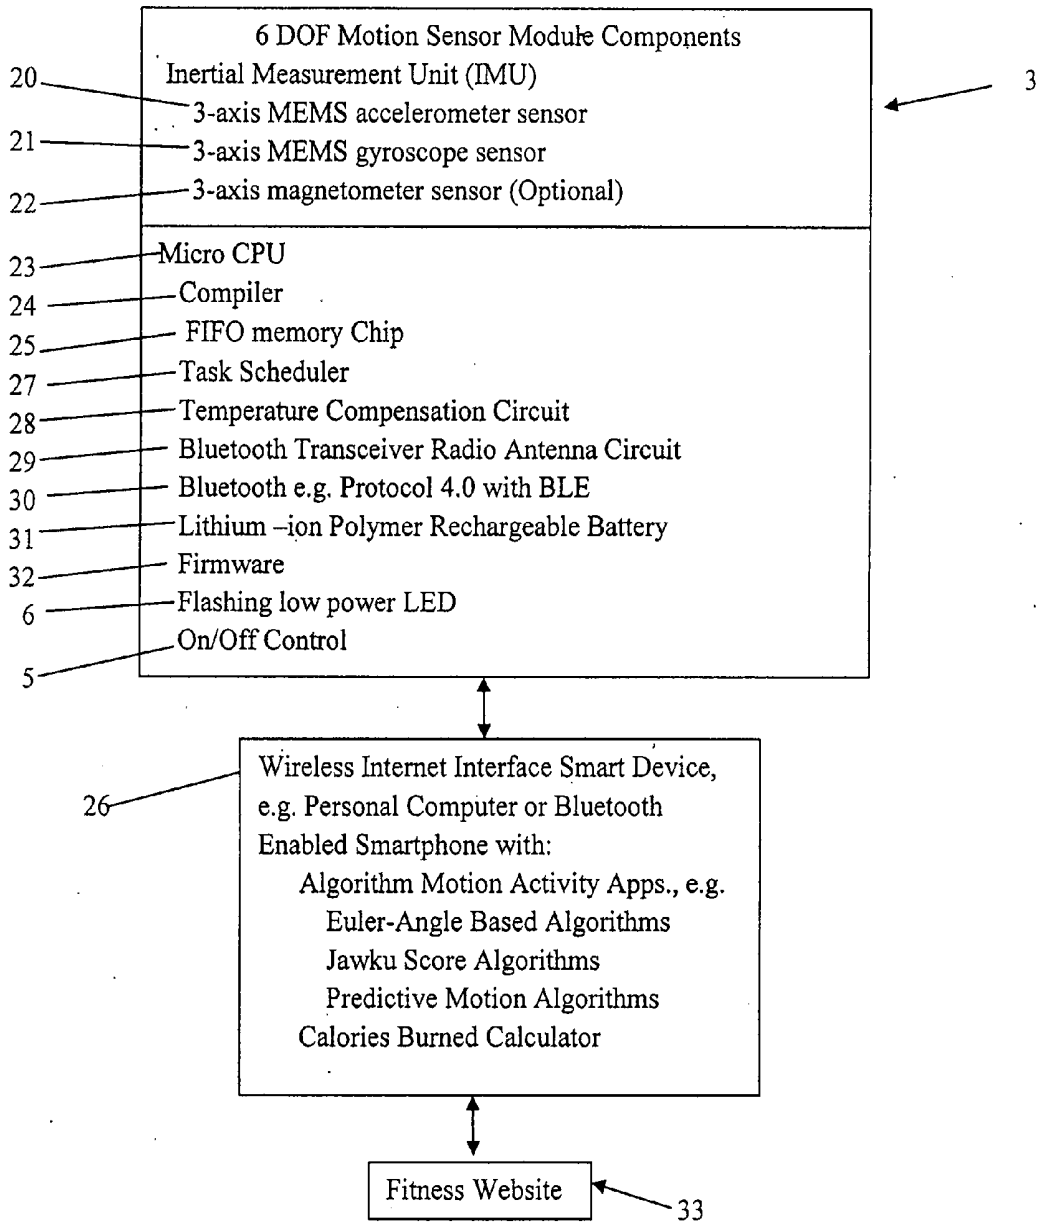 6 DOF Motion Sensor Module Components
Inertial Measurement Unit (IMU)
20
3
3-axis MEMS accelerometer sensor
21
3-axis MEMS gyroscope sensor
22
3-axis magnetometer sensor (Optional)
23
Micro CPU
24
Compiler
25
FIFO memory Chip
27
Task Scheduler
28
Temperature Compensation Circuit
29
Bluetooth Transceiver Radio Antenna Circuit
30
Bluetooth e.g. Protocol 4.0 with BLE
31
Lithium –ion Polymer Rechargeable Battery
32
Firmware
6
Flashing low power LED
5
On/Off Control
26
Wireless Internet Interface Smart Device,
e.g. Personal Computer or Bluetooth
Enabled Smartphone with:
Algorithm Motion Activity Apps., e.g.
Euler-Angle Based Algorithms
Jawku Score Algorithms
Predictive Motion Algorithms
Calories Burned Calculator
Fitness Website
33